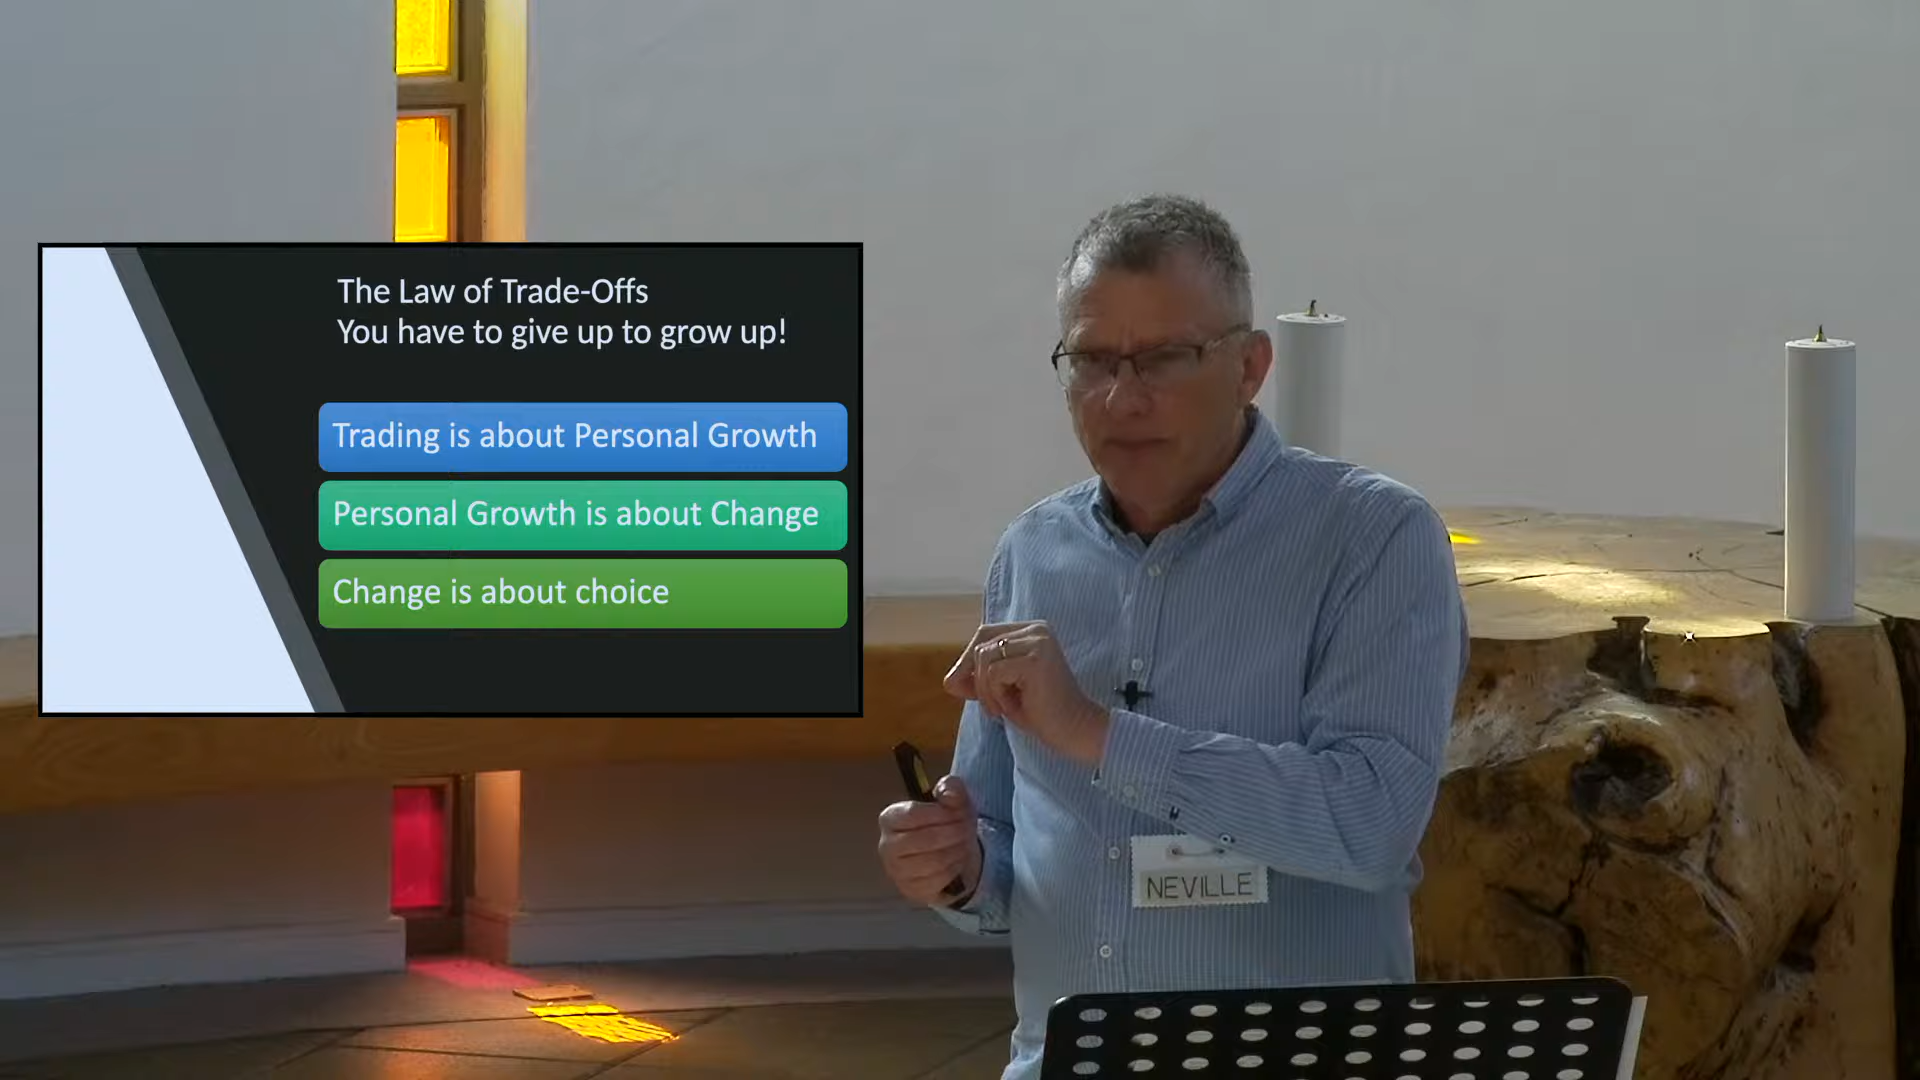 The Law of Trade-Offs
You have to give up to grow up!
Trading is about Personal Growth
Personal Growth is about Change
Change is about choice
NEVILLE